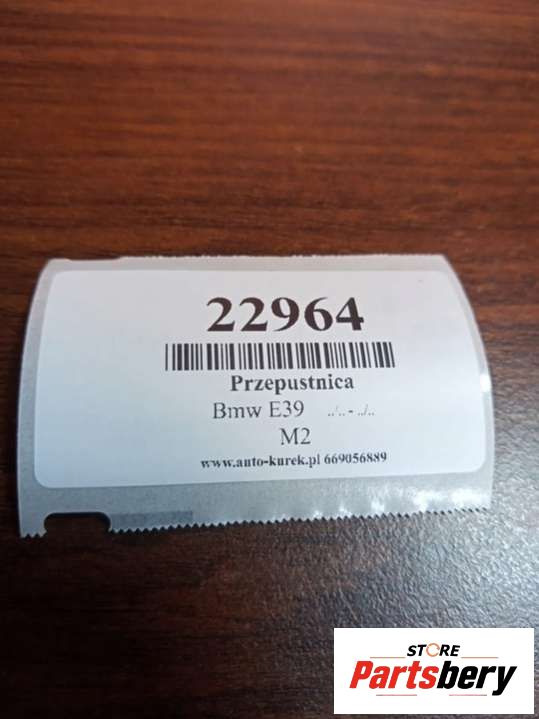 22964
Przepustnica
Bmw E39 ../.. - ../..
M2
www.auto-kurek.pl 669056889
STORE
Partsbery